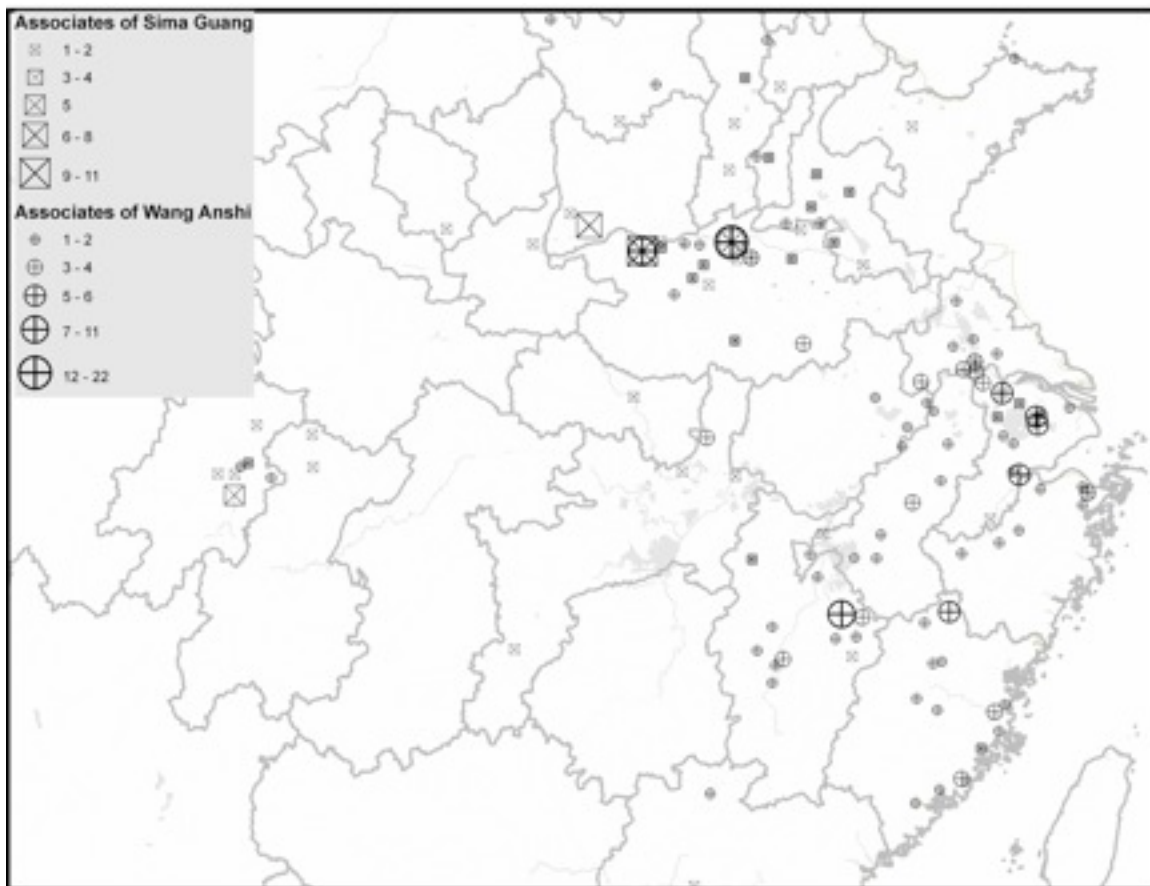 Associates of Sima Guang
1 - 2
3 - 4
5
6 - 8
9 - 11
Associates of Wang Anshi
1 - 2
3 - 4
5 - 6
7 - 11
12 - 22